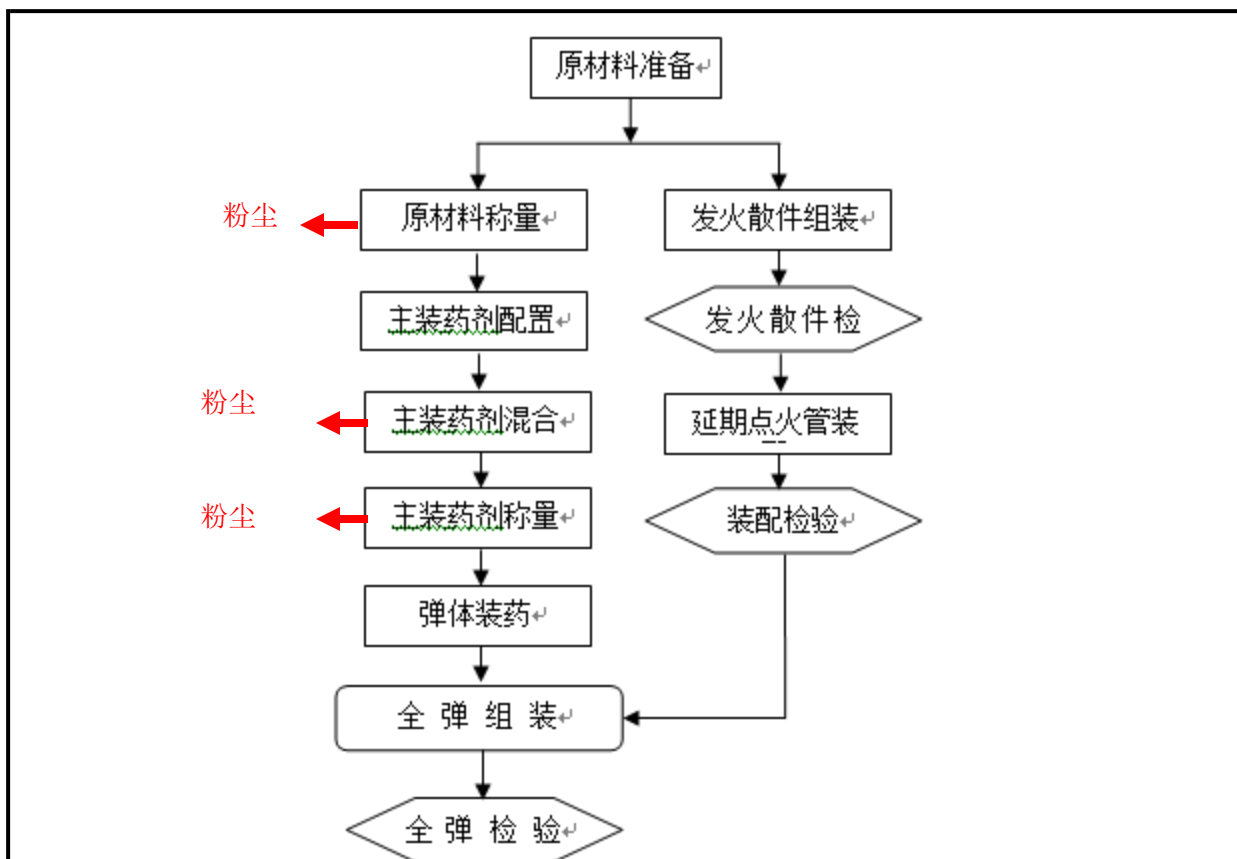 原材料准备
粉尘
原材料称量
发火散件组装
主装药剂配置
发火散件检
粉尘
主装药剂混合
延期点火管装
粉尘
主装药剂称量
装配检验
弹体装药
全弹组装
全弹检验